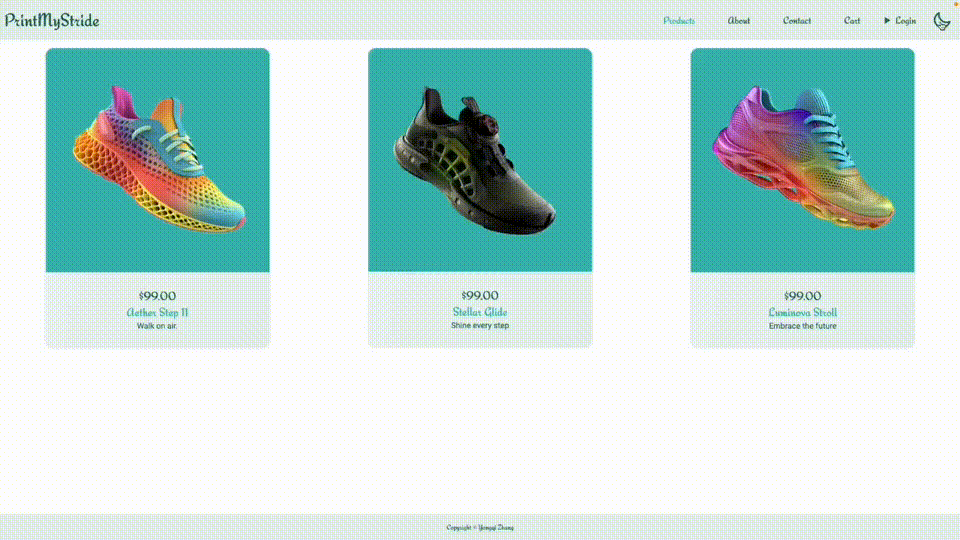 PrintMyStride
Products About Contact Cart Login
$99.00
Aether Step 11
Walk on air.
$99.00
Stellar Glide
Shine every step
$99.00
Luminova Stroll
Embrace the future
Copyright © Yongqi Zhang